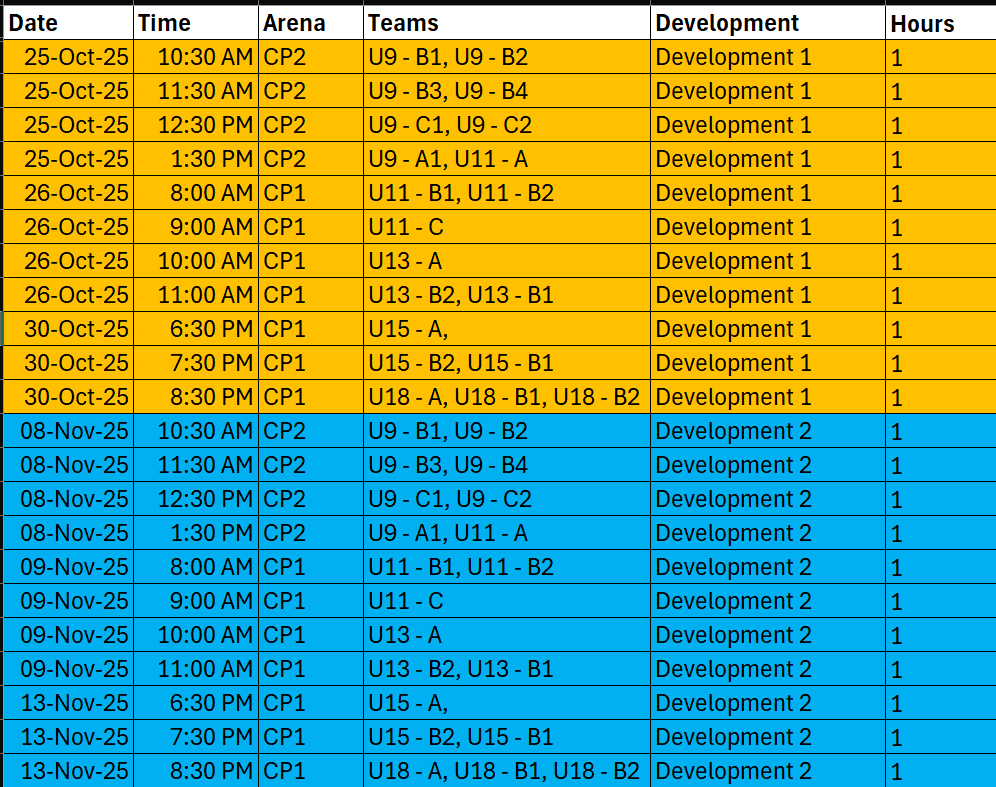 Date Time Arena Teams Development Hours
25-Oct-25 10:30 AM CP2 U9 - B1, U9 - B2 Development 1 1
25-Oct-25 11:30 AM CP2 U9 - B3, U9 - B4 Development 1 1
25-Oct-25 12:30 PM CP2 U9 - C1, U9 - C2 Development 1 1
25-Oct-25 1:30 PM CP2 U9 - A1, U11 - A Development 1 1
26-Oct-25 8:00 AM CP1 U11 - B1, U11 - B2 Development 1 1
26-Oct-25 9:00 AM CP1 U11 - C Development 1 1
26-Oct-25 10:00 AM CP1 U13 - A Development 1 1
26-Oct-25 11:00 AM CP1 U13 - B2, U13 - B1 Development 1 1
30-Oct-25 6:30 PM CP1 U15 - A, Development 1 1
30-Oct-25 7:30 PM CP1 U15 - B2, U15 - B1 Development 1 1
30-Oct-25 8:30 PM CP1 U18 - A, U18 - B1, U18 - B2 Development 1 1
08-Nov-25 10:30 AM CP2 U9 - B1, U9 - B2 Development 2 1
08-Nov-25 11:30 AM CP2 U9 - B3, U9 - B4 Development 2 1
08-Nov-25 12:30 PM CP2 U9 - C1, U9 - C2 Development 2 1
08-Nov-25 1:30 PM CP2 U9 - A1, U11 - A Development 2 1
09-Nov-25 8:00 AM CP1 U11 - B1, U11 - B2 Development 2 1
09-Nov-25 9:00 AM CP1 U11 - C Development 2 1
09-Nov-25 10:00 AM CP1 U13 - A Development 2 1
09-Nov-25 11:00 AM CP1 U13 - B2, U13 - B1 Development 2 1
13-Nov-25 6:30 PM CP1 U15 - A, Development 2 1
13-Nov-25 7:30 PM CP1 U15 - B2, U15 - B1 Development 2 1
13-Nov-25 8:30 PM CP1 U18 - A, U18 - B1, U18 - B2 Development 2 1